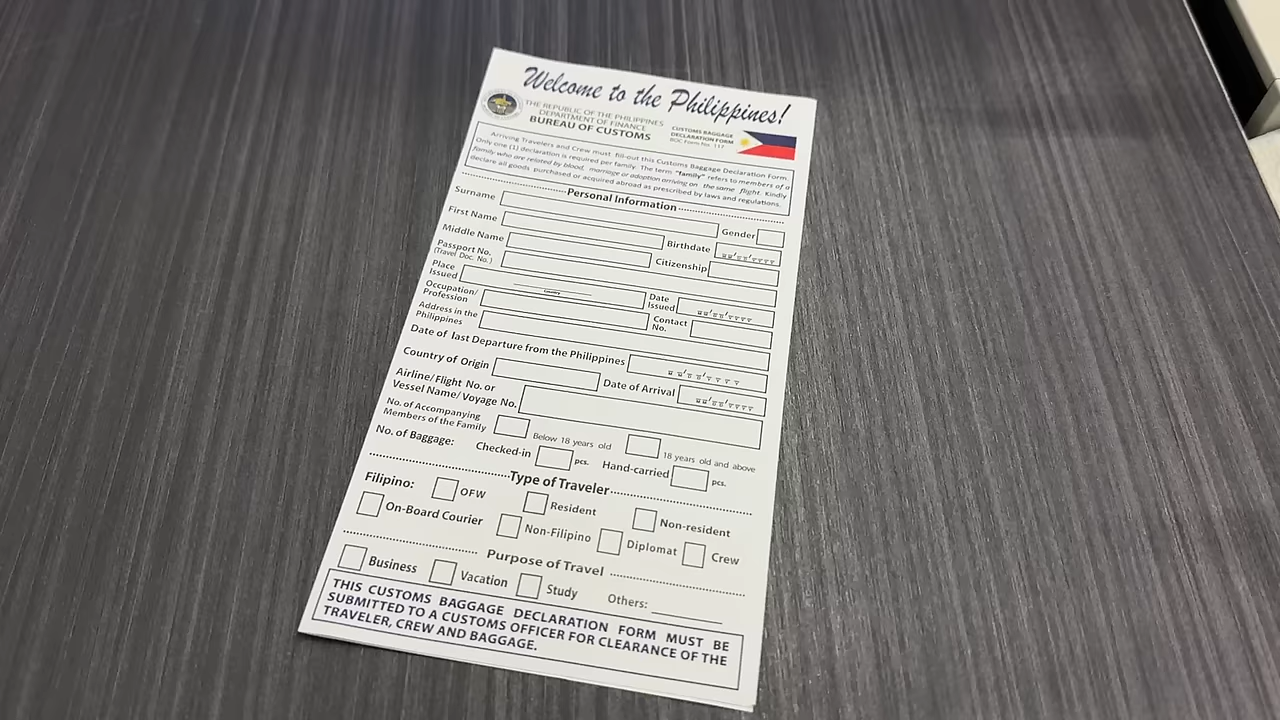 Welcome to the Philippines!
THE REPUBLIC OF THE PHILIPPINES
DEPARTMENT OF FINANCE
BUREAU OF CUSTOMS
CUSTOMS BAGGAGE
DECLARATION FORM
BOC Form No. 117
Arriving Travelers and Crew must fill-out this Customs Baggage Declaration Form.
Only one (1) declaration is required per family. The term "family" refers to members of a
family who are related by blood, marriage or adoption arriving on the same flight. Kindly
declare all goods purchased or acquired abroad as prescribed by laws and regulations.
Personal Information
Surname Gender
First Name Birthdate
Middle Name Citizenship
Passport No.
(Travel Doc. No.)
Place Issued Country Date Issued
Occupation/ Profession Contact No.
Address in the Philippines
Date of last Departure from the Philippines
Country of Origin Date of Arrival
Airline/Flight No. or
Vessel Name/Voyage No.
No. of Accompanying
Members of the Family Below 18 years old 18 years old and above
No. of Baggage: Checked-in pcs. Hand-carried pcs.
Type of Traveler
Filipino: OFW Resident Non-resident
On-Board Courier Non-Filipino Diplomat Crew
Purpose of Travel
Business Vacation Study Others:
THIS CUSTOMS BAGGAGE DECLARATION FORM MUST BE
SUBMITTED TO A CUSTOMS OFFICER FOR CLEARANCE OF THE
TRAVELER, CREW AND BAGGAGE.